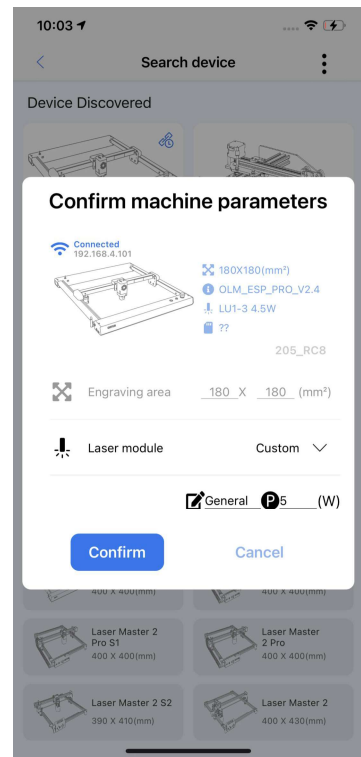 10:03
Search device
Device Discovered
Confirm machine parameters
Connected
192.168.4.101
180X180(mm²)
OLM_ESP_PRO_V2.4
LU1-3 4.5W
??
205_RC8
Engraving area 180 X 180 (mm²)
Laser module Custom
General P 5 (W)
Confirm Cancel
400 X 400(mm) 400 X 400(mm)
Laser Master 2
Pro S1
400 X 400(mm)
Laser Master
2 Pro
400 X 400(mm)
Laser Master 2 S2
390 X 410(mm)
Laser Master 2
400 X 430(mm)